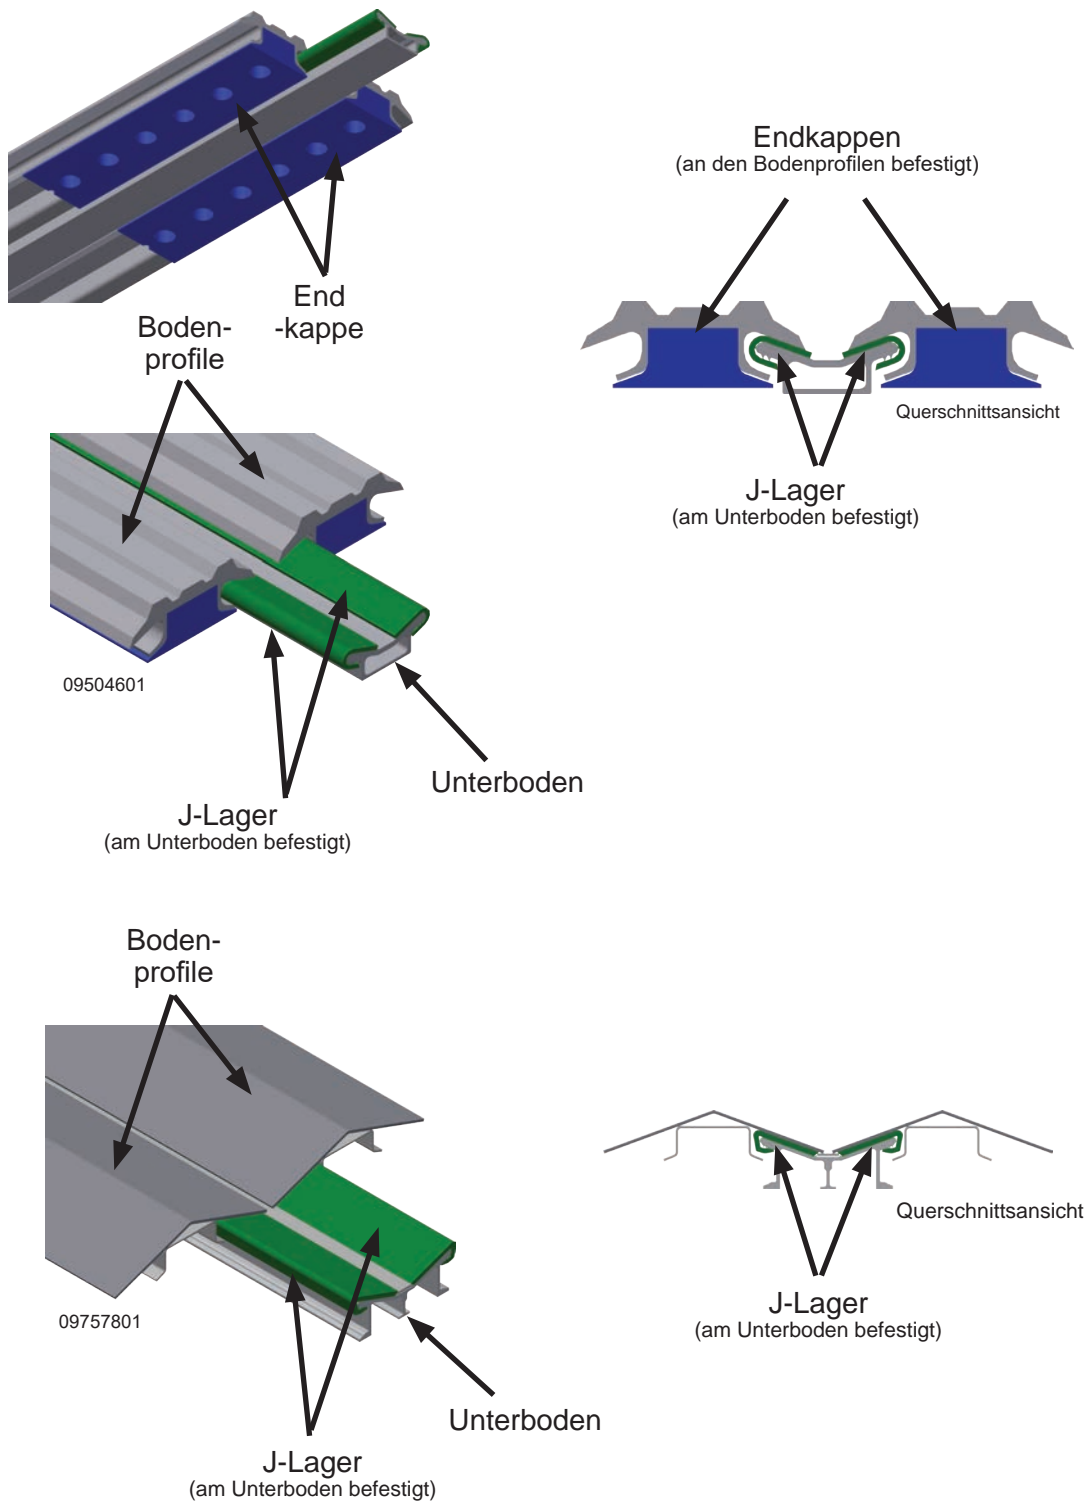 End
-kappe
Endkappen
(an den Bodenprofilen befestigt)
Querschnittsansicht
J-Lager
(am Unterboden befestigt)
Boden-
profile
09504601
Unterboden
J-Lager
(am Unterboden befestigt)
Boden-
profile
09757801
Unterboden
J-Lager
(am Unterboden befestigt)
Querschnittsansicht
J-Lager
(am Unterboden befestigt)